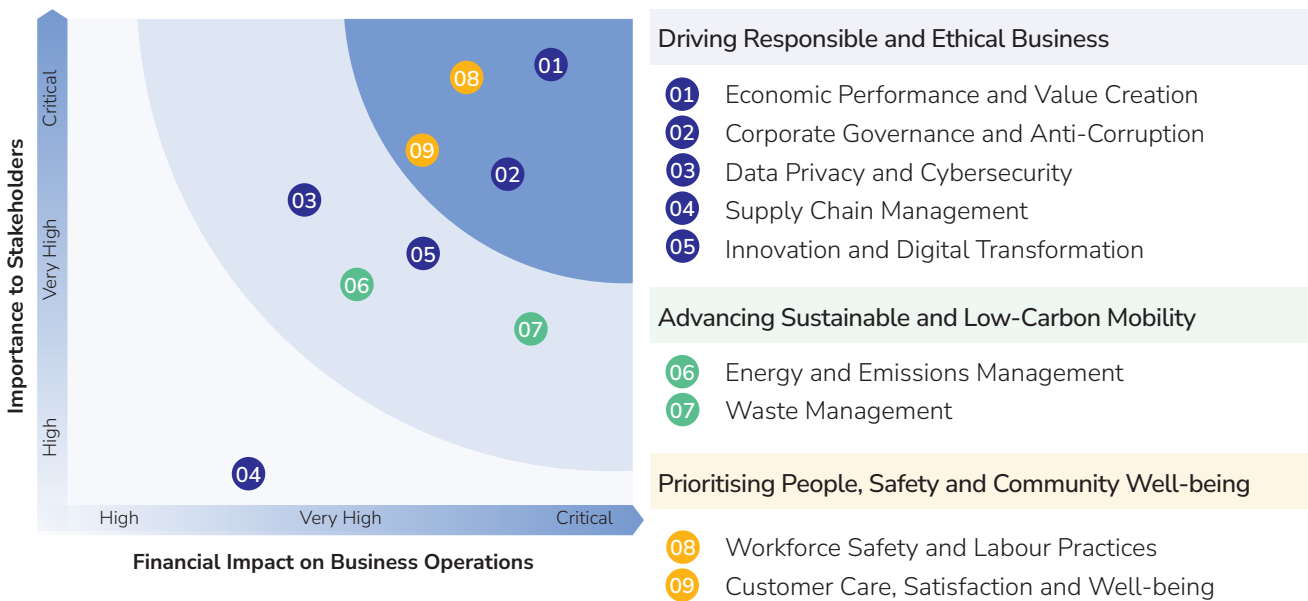 Importance to Stakeholders
Critical
Very High
High
01
08
09
02
03
05
06
07
04
High
Very High
Critical
Financial Impact on Business Operations
Driving Responsible and Ethical Business
01 Economic Performance and Value Creation
02 Corporate Governance and Anti-Corruption
03 Data Privacy and Cybersecurity
04 Supply Chain Management
05 Innovation and Digital Transformation
Advancing Sustainable and Low-Carbon Mobility
06 Energy and Emissions Management
07 Waste Management
Prioritising People, Safety and Community Well-being
08 Workforce Safety and Labour Practices
09 Customer Care, Satisfaction and Well-being